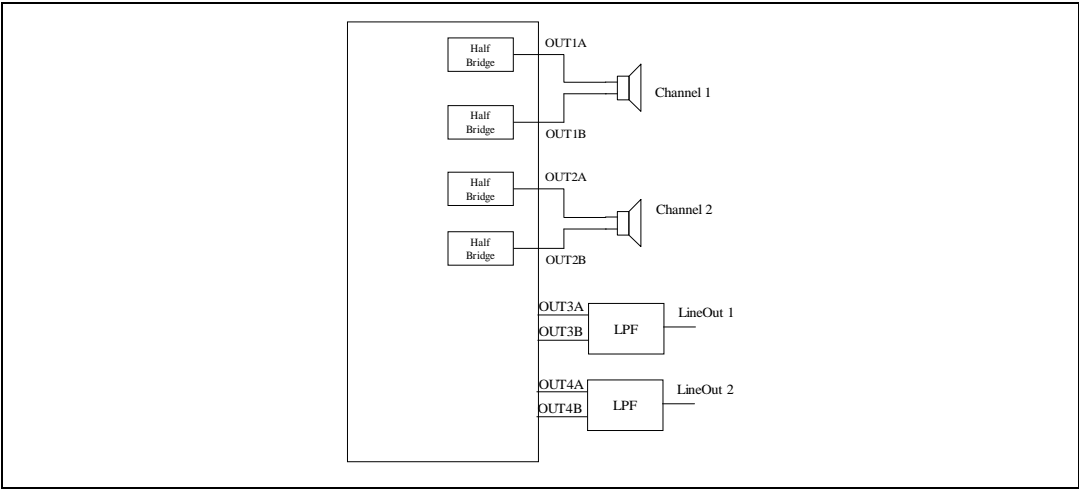 Half
Bridge
OUT1A
Channel 1
Half
Bridge
OUT1B
Half
Bridge
OUT2A
Channel 2
Half
Bridge
OUT2B
OUT3A
OUT3B
LPF
LineOut 1
OUT4A
OUT4B
LPF
LineOut 2